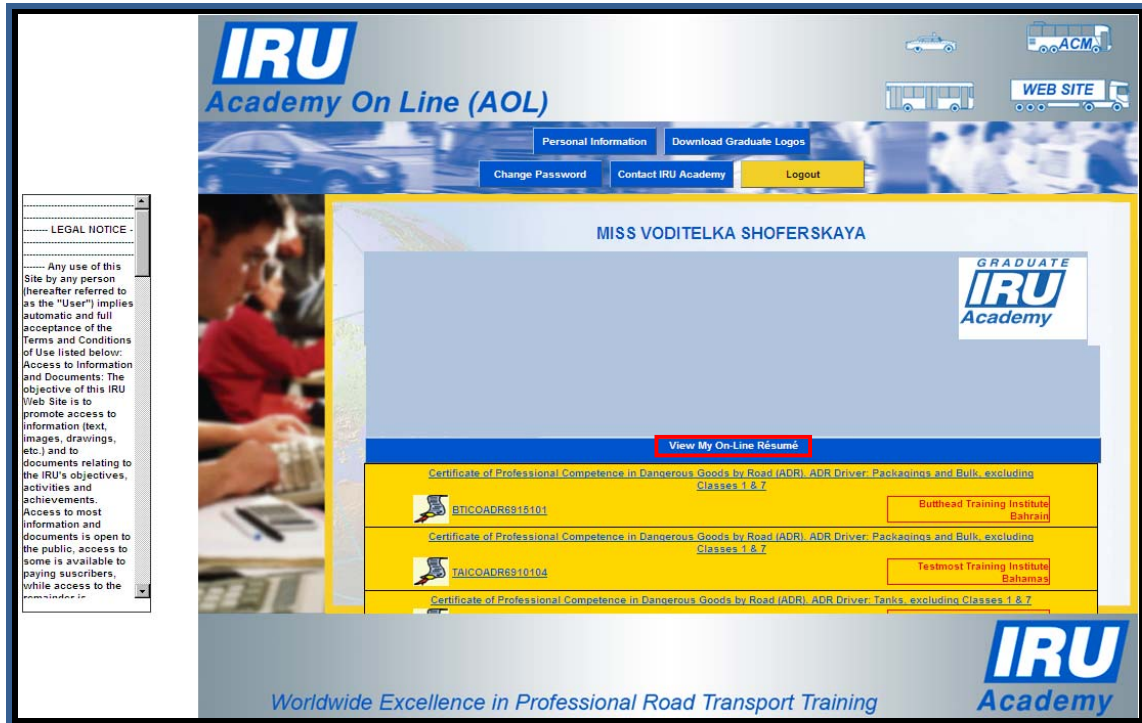 IRU
Academy On Line (AOL)
ACM
WEB SITE
Personal Information
Download Graduate Logos
Change Password
Contact IRU Academy
Logout
------- LEGAL NOTICE -
------- Any use of this
Site by any person
(hereafter referred to
as the "User") implies
automatic and full
acceptance of the
Terms and Conditions
of Use listed below:
Access to Information
and Documents: The
objective of this IRU
Web Site is to
promote access to
information (text,
images, drawings,
etc.) and to
documents relating to
the IRU's objectives,
activities and
achievements.
Access to most
information and
documents is open to
the public, access to
some is available to
paying suscribers,
while access to the
remainder is
MISS VODITELKA SHOFERSKAYA
GRADUATE
IRU
Academy
View My On-Line Résumé
Certificate of Professional Competence in Dangerous Goods by Road (ADR). ADR Driver: Packagings and Bulk, excluding
Classes 1 & 7
BTICOADR6915101
Butthead Training Institute
Bahrain
Certificate of Professional Competence in Dangerous Goods by Road (ADR). ADR Driver: Packagings and Bulk, excluding
Classes 1 & 7
TAICOADR6910104
Testmost Training Institute
Bahamas
Certificate of Professional Competence in Dangerous Goods by Road (ADR). ADR Driver: Tanks, excluding Classes 1 & 7
Worldwide Excellence in Professional Road Transport Training
IRU
Academy